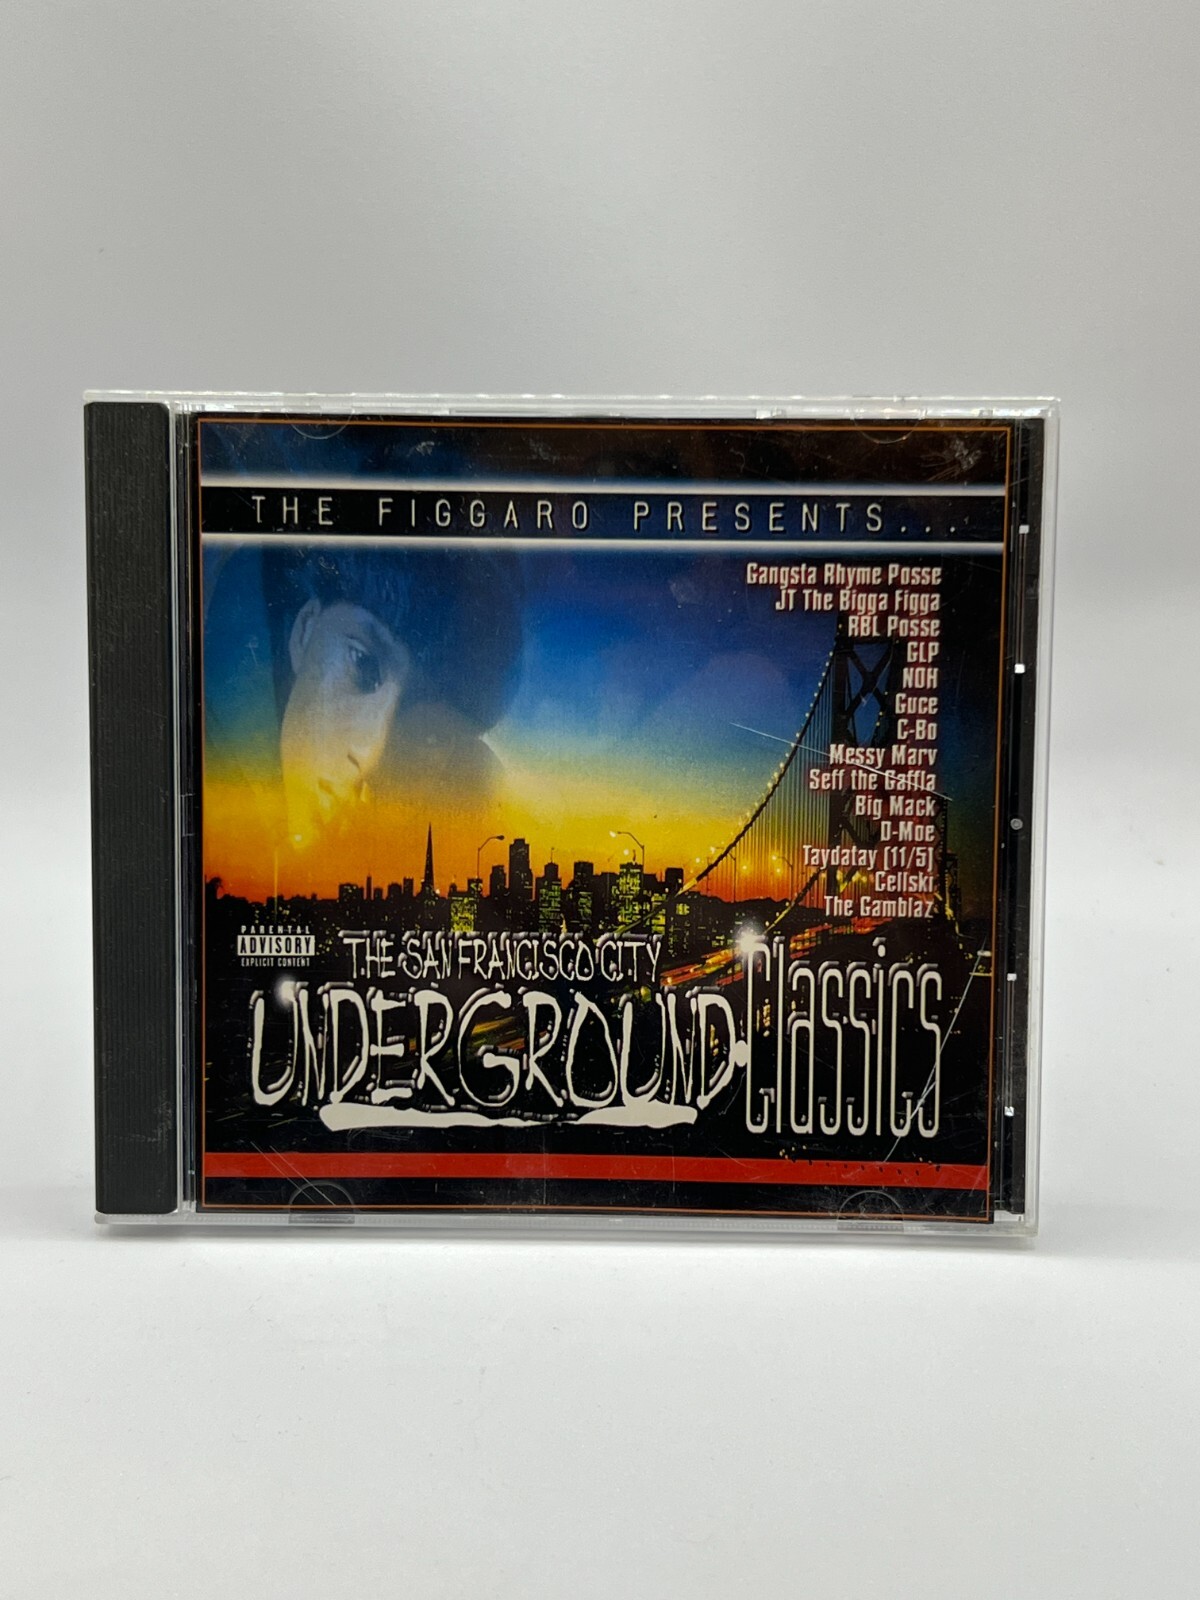 THE FIGGARO PRESENTS...
Gangsta Rhyme Posse
JT The Bigga Figga
RBL Posse
GLP
NOH
Guce
C-Bo
Messy Marv
Seff the Gaffla
Big Mack
D-Moe
Taydatay (11/5)
Cellski
The Gamblaz
PARENTAL
ADVISORY
EXPLICIT CONTENT
THE SAN FRANCISCO CITY
UNDERGROUND Classics